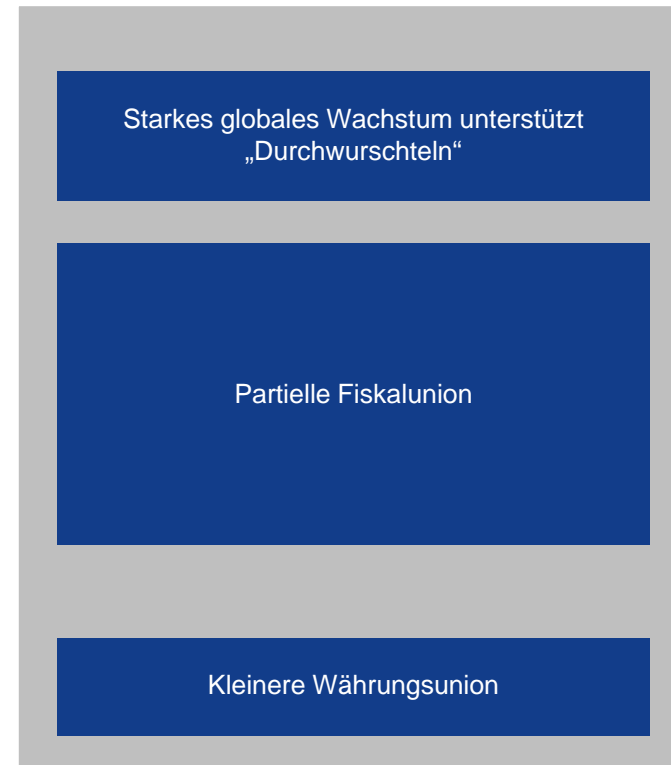 Starkes globales Wachstum unterstützt
„Durchwurschteln“
Partielle Fiskalunion
Kleinere Währungsunion